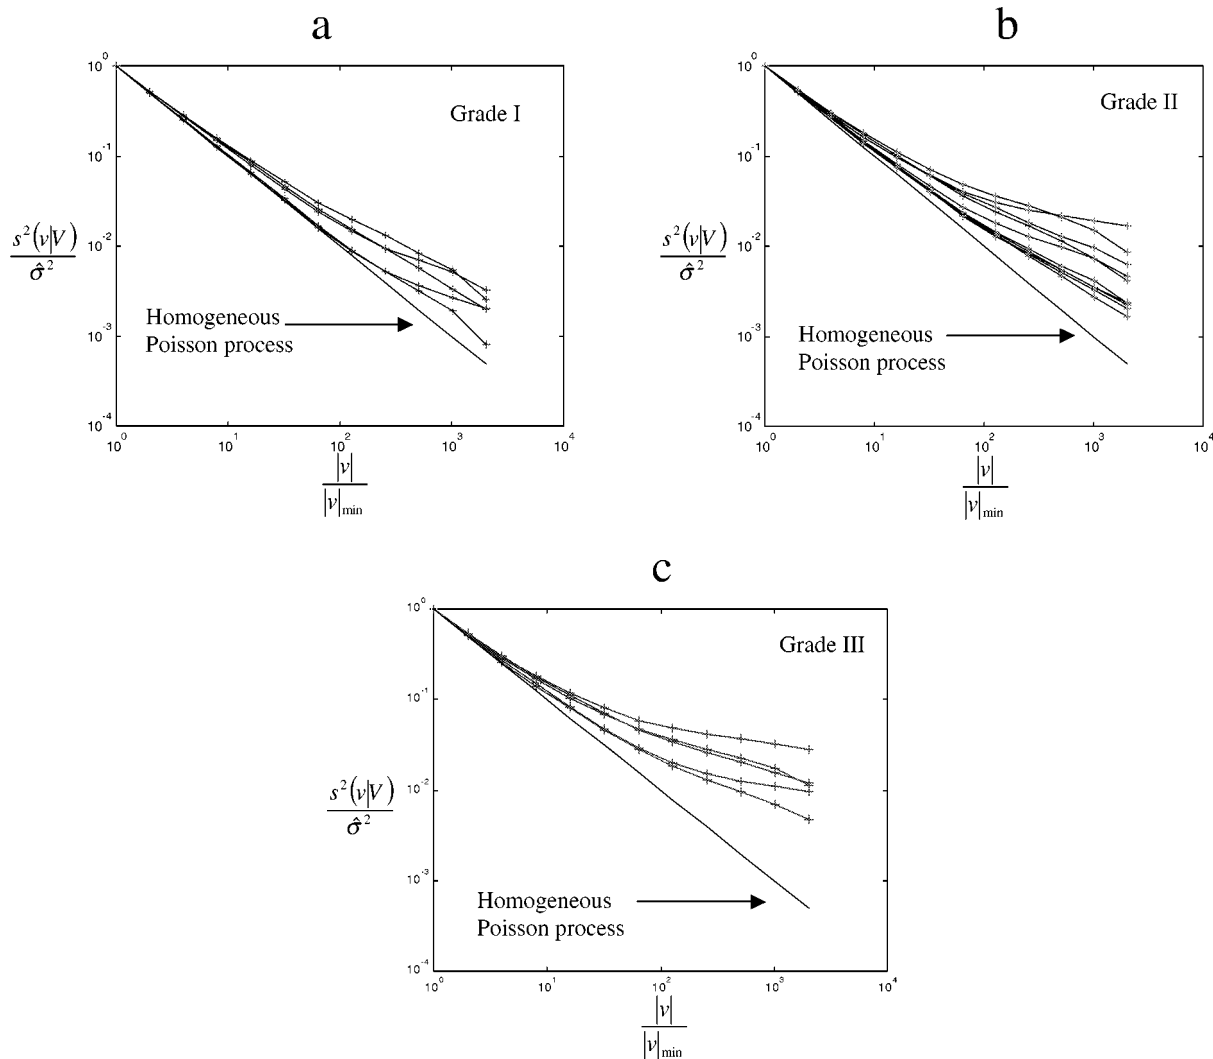 a
10^0
10^-1
10^-2
10^-3
10^-4
Grade I
s^2(v|V)
σ̂^2
Homogeneous
Poisson process
10^0 10^1 10^2 10^3 10^4
|v|
|v|min
b
10^0
10^-1
10^-2
10^-3
10^-4
Grade II
s^2(v|V)
σ̂^2
Homogeneous
Poisson process
10^0 10^1 10^2 10^3 10^4
|v|
|v|min
c
10^0
10^-1
10^-2
10^-3
10^-4
Grade III
s^2(v|V)
σ̂^2
Homogeneous
Poisson process
10^0 10^1 10^2 10^3 10^4
|v|
|v|min